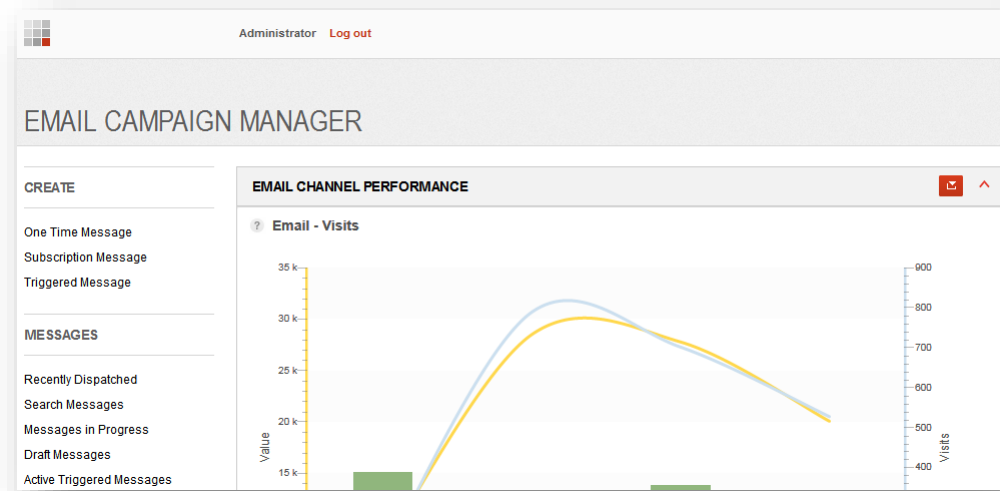 Administrator Log out
EMAIL CAMPAIGN MANAGER
CREATE
One Time Message
Subscription Message
Triggered Message
MESSAGES
Recently Dispatched
Search Messages
Messages in Progress
Draft Messages
Active Triggered Messages
EMAIL CHANNEL PERFORMANCE
? Email - Visits
35 k
30 k
25 k
20 k
15 k
Value
900
800
700
600
500
400
Visits